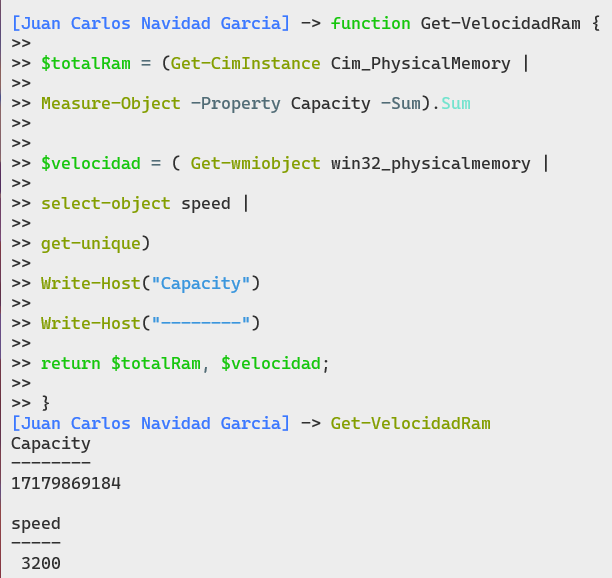 [Juan Carlos Navidad Garcia] -> function Get-VelocidadRam {
>>
>> $totalRam = (Get-CimInstance Cim_PhysicalMemory |
>>
>> Measure-Object -Property Capacity -Sum).Sum
>>
>>
>> $velocidad = ( Get-wmiobject win32_physicalmemory |
>>
>> select-object speed |
>>
>> get-unique)
>>
>> Write-Host("Capacity")
>>
>> Write-Host("--------")
>>
>> return $totalRam, $velocidad;
>>
>> }
[Juan Carlos Navidad Garcia] -> Get-VelocidadRam
Capacity
--------
17179869184

speed
-----
 3200